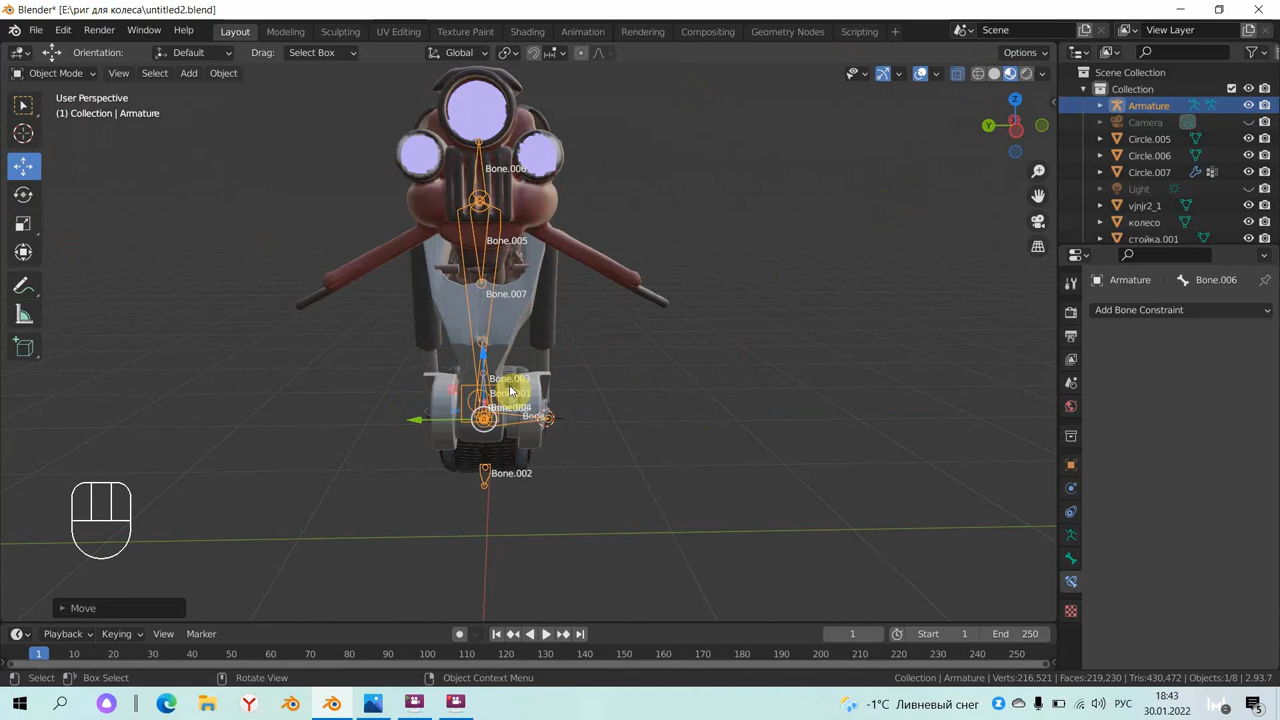 Blender* [E:\риг для колеса\untitled2.blend]
File Edit Render Window Help Layout Modeling Sculpting UV Editing Texture Paint Shading Animation Rendering Compositing Geometry Nodes Scripting + Scene View Layer
Orientation: Default Drag: Select Box Global Options
Object Mode View Select Add Object
User Perspective
(1) Collection | Armature
Scene Collection
Collection
Armature
Camera
Circle.005
Circle.006
Circle.007
Light
vjnjr2_1
колесо
стойка.001
Z
Y
Bone.006
Bone.005
Bone.007
Bone.003
Bone.001
Bone
Bone.002
Armature Bone.006
Add Bone Constraint
Move
Playback Keying View Marker 1 Start 1 End 250
1 10 20 30 40 50 60 70 80 90 100 110 120 130 140 150 160 170 180 190 200 210 220 230 240 250
Select Box Select Rotate View Object Context Menu Collection | Armature Verts:216,521 Faces:219,230 Tris:430,472 Objects:1/8 2.93.7
-1°C Ливневый снег РУС 18:43
30.01.2022 5